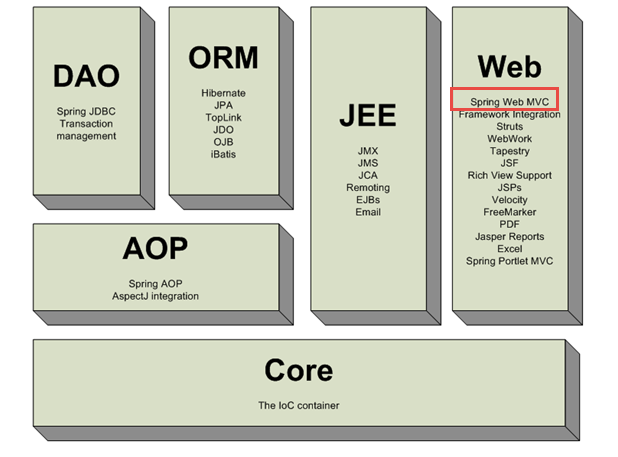 DAO
Spring JDBC
Transaction
management
ORM
Hibernate
JPA
TopLink
JDO
OJB
iBatis
JEE
JMX
JMS
JCA
Remoting
EJBs
Email
Web
Spring Web MVC
Framework Integration
Struts
WebWork
Tapestry
JSF
Rich View Support
JSPs
Velocity
FreeMarker
PDF
Jasper Reports
Excel
Spring Portlet MVC
AOP
Spring AOP
AspectJ integration
Core
The IoC container